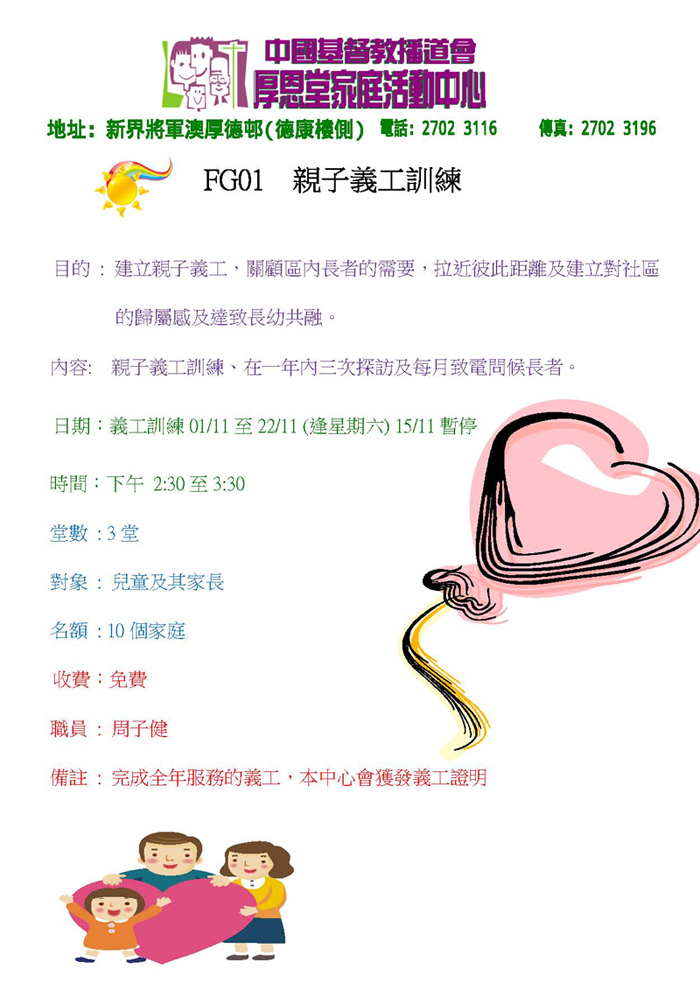 中國基督教播道會
厚恩堂家庭活動中心
地址: 新界將軍澳厚德邨(德康樓側) 電話: 2702 3116 傳真: 2702 3196
FG01 親子義工訓練
目的 : 建立親子義工，關顧區內長者的需要，拉近彼此距離及建立對社區
的歸屬感及達致長幼共融。
內容: 親子義工訓練、在一年內三次探訪及每月致電問候長者。
日期：義工訓練 01/11 至 22/11 (逢星期六) 15/11 暫停
時間：下午 2:30 至 3:30
堂數 : 3 堂
對象 : 兒童及其家長
名額 : 10 個家庭
收費：免費
職員 : 周子健
備註 : 完成全年服務的義工，本中心會獲發義工證明